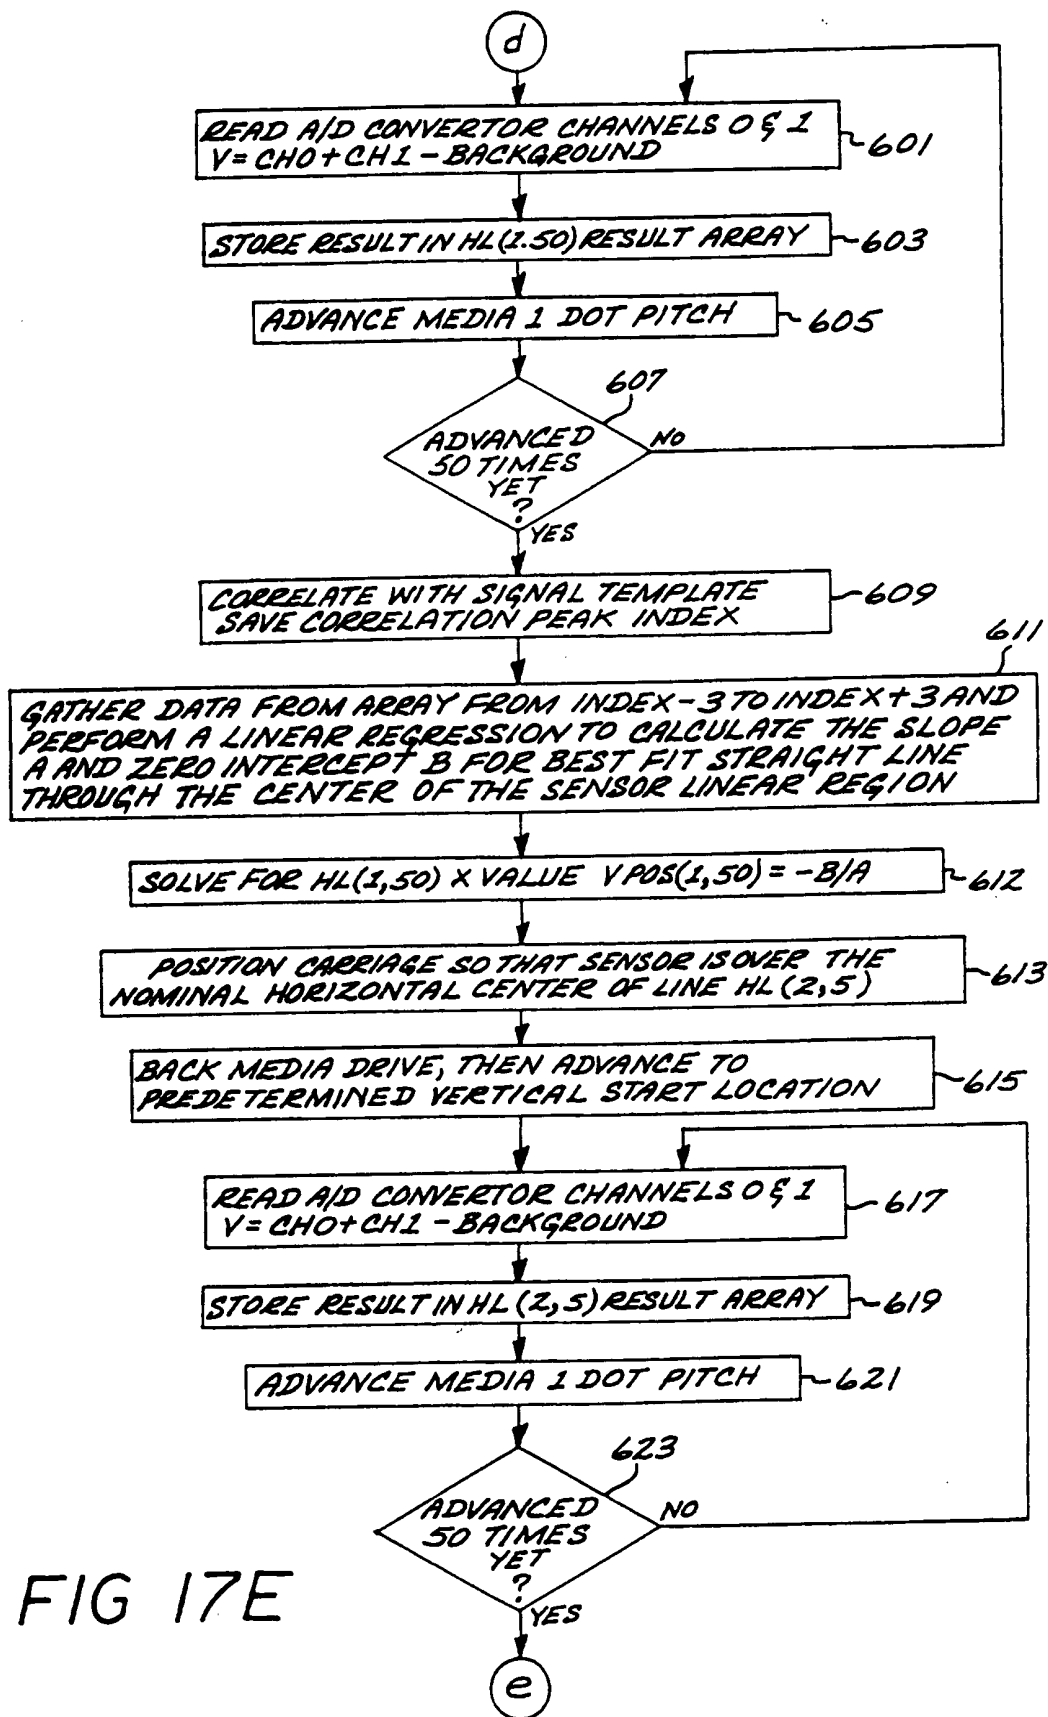 d
READ A/D CONVERTOR CHANNELS 0 & 1
V = CH0 + CH1 - BACKGROUND
601
STORE RESULT IN HL(1.50) RESULT ARRAY
603
ADVANCE MEDIA 1 DOT PITCH
605
607
ADVANCED
50 TIMES
YET
?
NO
YES
CORRELATE WITH SIGNAL TEMPLATE
SAVE CORRELATION PEAK INDEX
609
611
GATHER DATA FROM ARRAY FROM INDEX-3 TO INDEX+3 AND
PERFORM A LINEAR REGRESSION TO CALCULATE THE SLOPE
A AND ZERO INTERCEPT B FOR BEST FIT STRAIGHT LINE
THROUGH THE CENTER OF THE SENSOR LINEAR REGION
SOLVE FOR HL(1,50) X VALUE VPOS(1,50) = -B/A
612
POSITION CARRIAGE SO THAT SENSOR IS OVER THE
NOMINAL HORIZONTAL CENTER OF LINE HL(2,5)
613
BACK MEDIA DRIVE, THEN ADVANCE TO
PREDETERMINED VERTICAL START LOCATION
615
READ A/D CONVERTOR CHANNELS 0 & 1
V = CH0 + CH1 - BACKGROUND
617
STORE RESULT IN HL(2,5) RESULT ARRAY
619
ADVANCE MEDIA 1 DOT PITCH
621
623
ADVANCED
50 TIMES
YET
?
NO
YES
FIG 17E
e